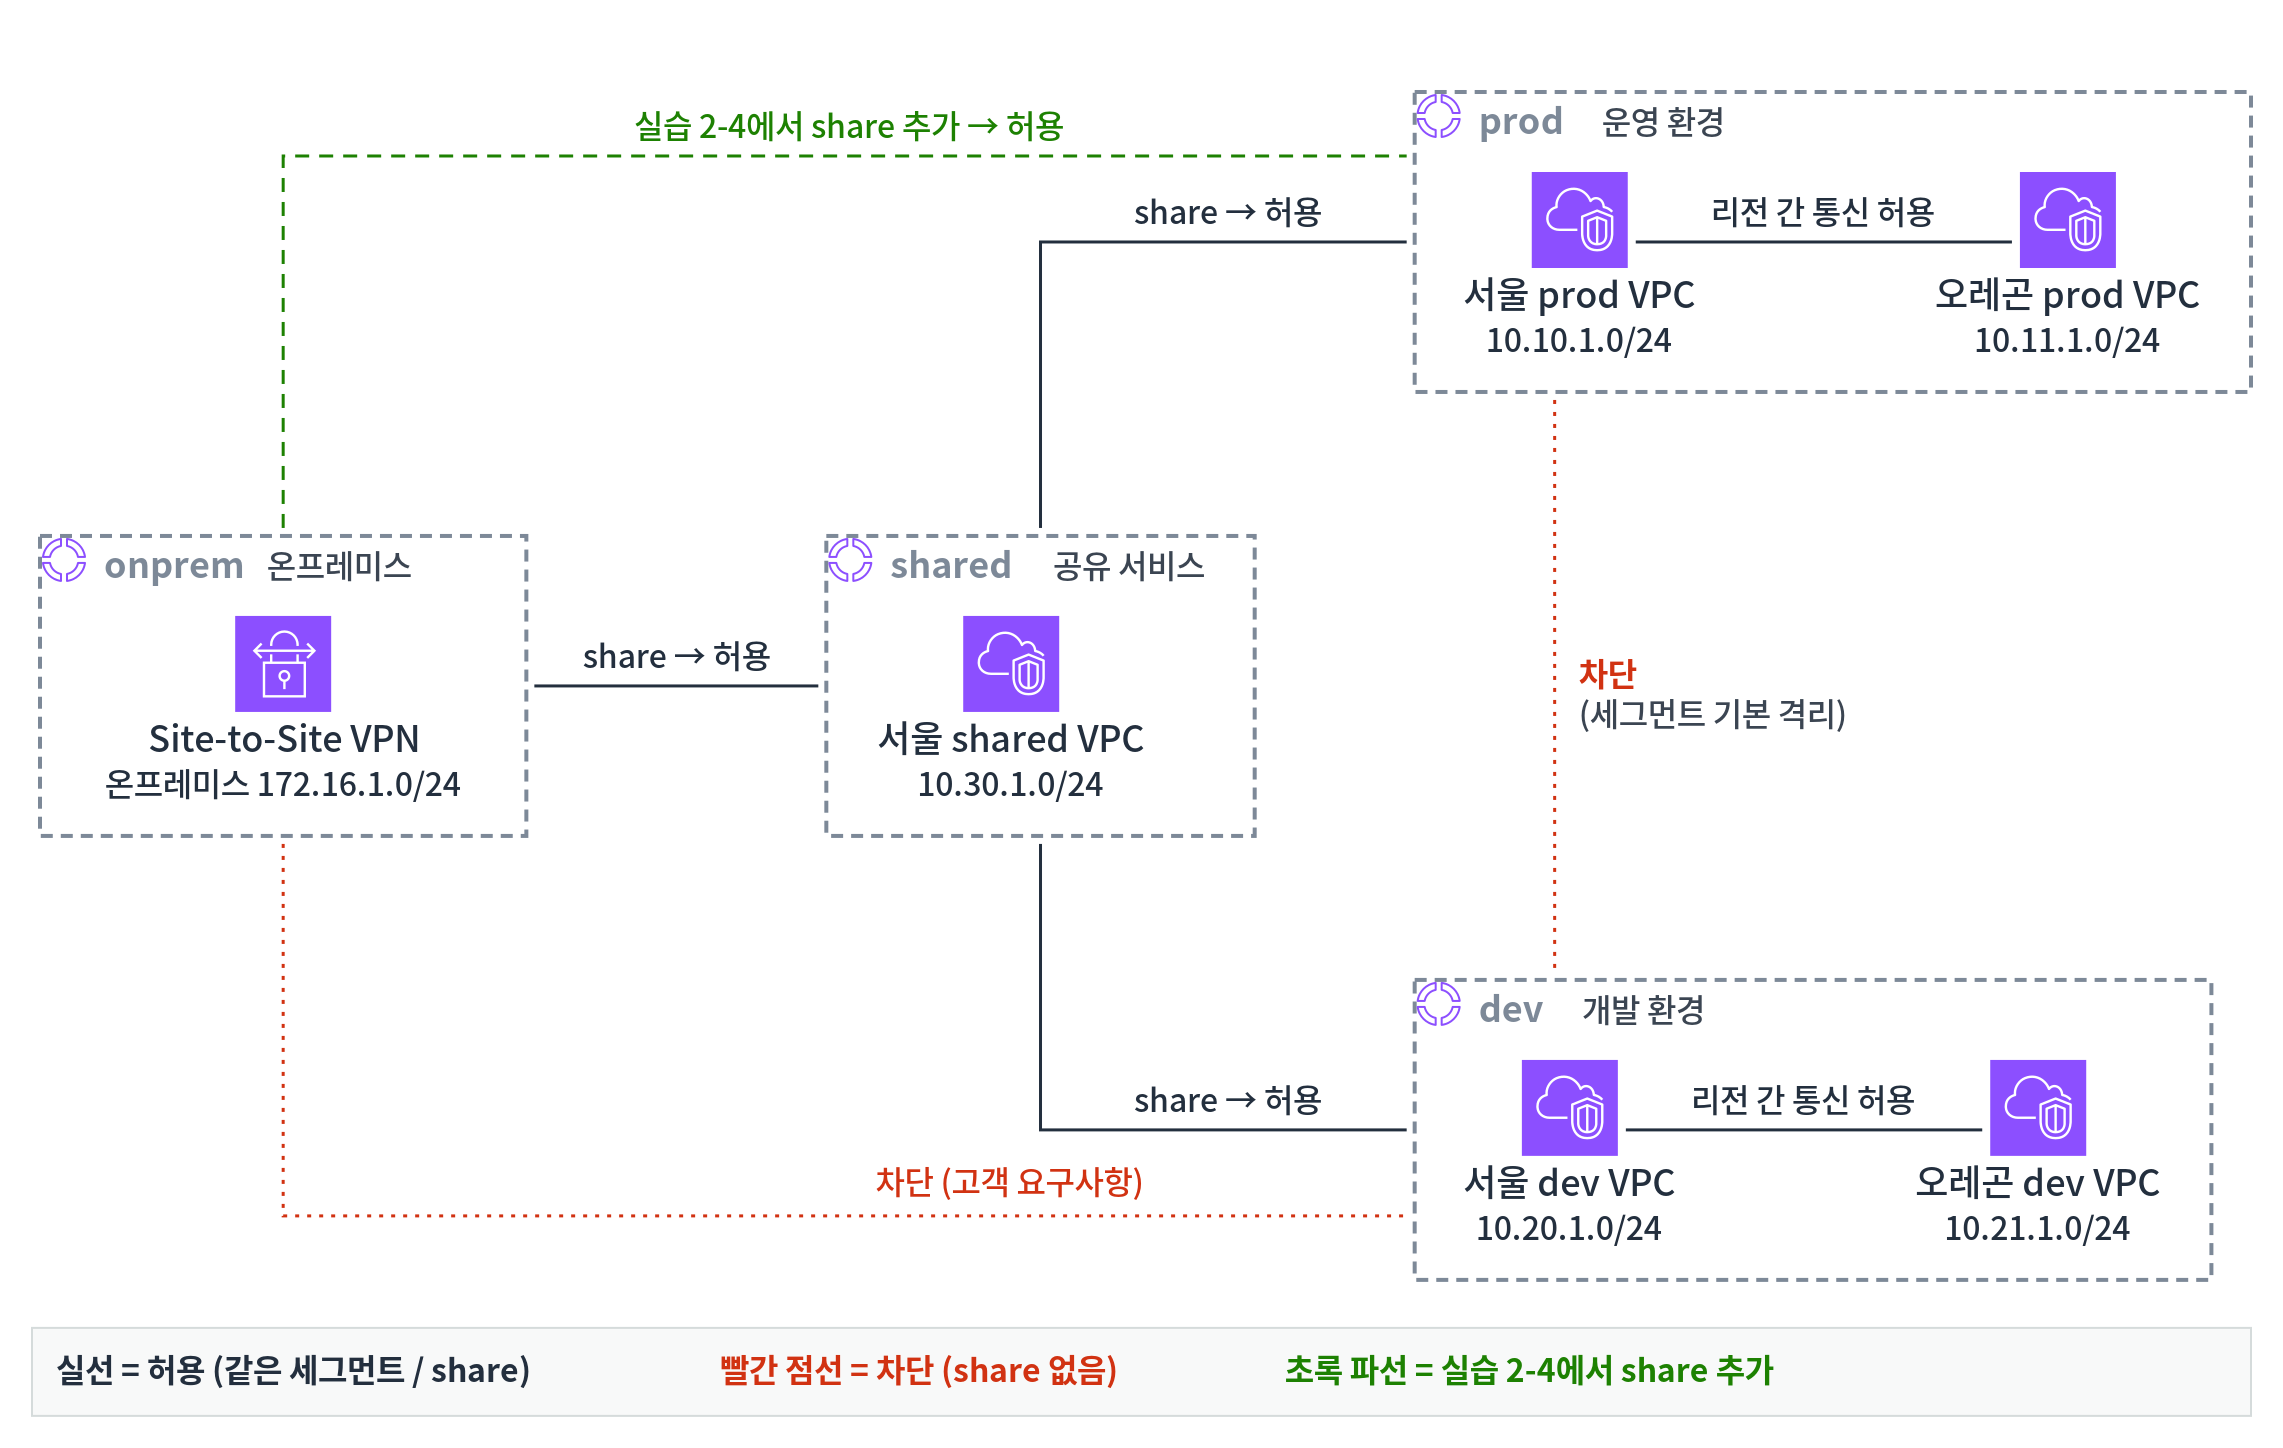 실습 2-4에서 share 추가 → 허용
prod 운영 환경
share → 허용
리전 간 통신 허용
서울 prod VPC
10.10.1.0/24
오레곤 prod VPC
10.11.1.0/24
onprem 온프레미스
Site-to-Site VPN
온프레미스 172.16.1.0/24
share → 허용
shared 공유 서비스
서울 shared VPC
10.30.1.0/24
차단
(세그먼트 기본 격리)
dev 개발 환경
share → 허용
리전 간 통신 허용
서울 dev VPC
10.20.1.0/24
오레곤 dev VPC
10.21.1.0/24
차단 (고객 요구사항)
실선 = 허용 (같은 세그먼트 / share)
빨간 점선 = 차단 (share 없음)
초록 파선 = 실습 2-4에서 share 추가